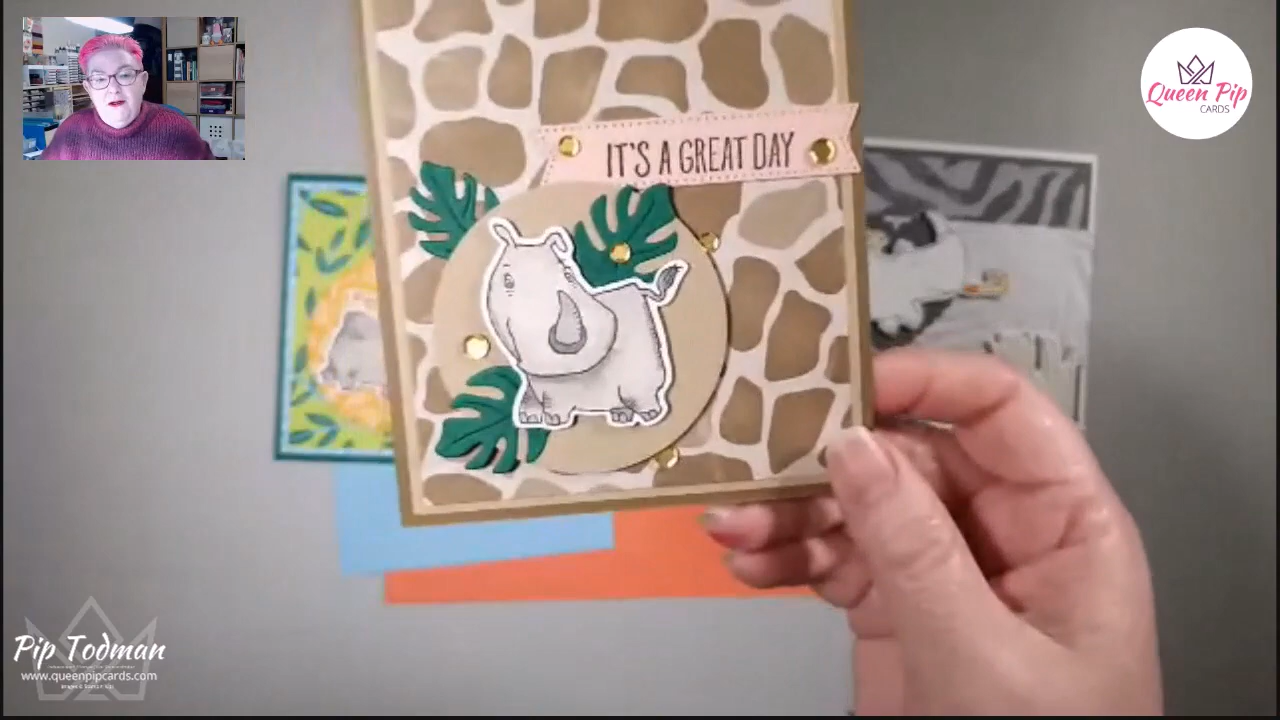 Queen Pip
CARDS
IT'S A GREAT DAY
Pip Todman
www.queenpipcards.com